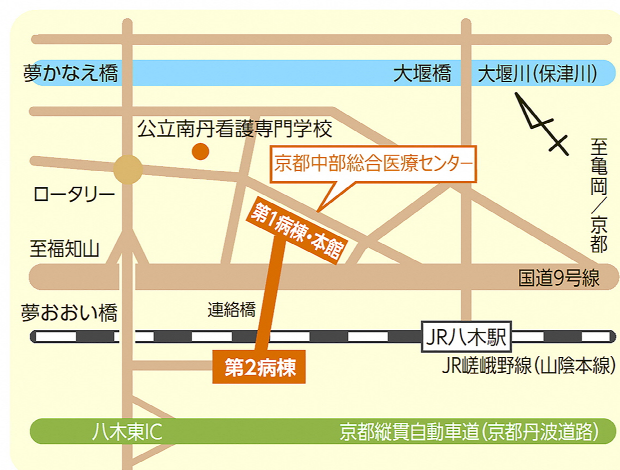 夢かなえ橋
大堰橋
大堰川(保津川)
公立南丹看護専門学校
京都中部総合医療センター
至亀岡/京都
ロータリー
第1病棟・本館
至福知山
国道9号線
夢おおい橋
連絡橋
JR八木駅
第2病棟
JR嵯峨野線(山陰本線)
八木東IC
京都縦貫自動車道(京都丹波道路)